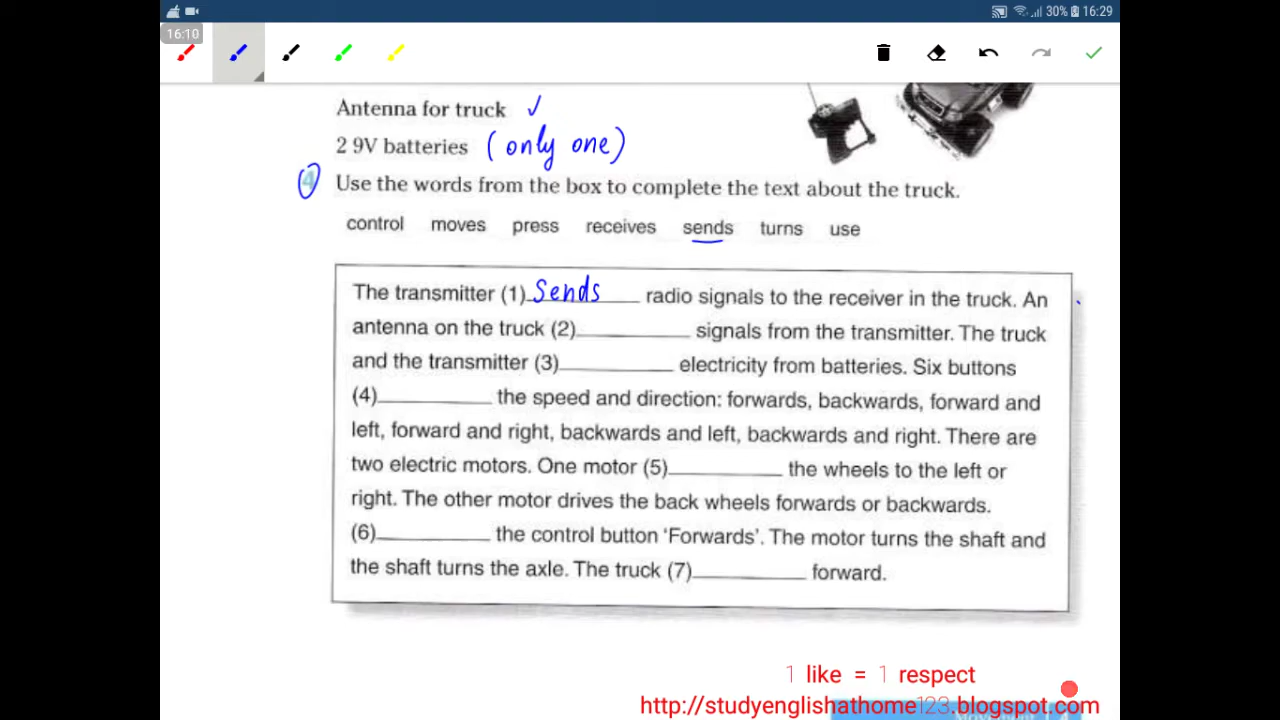 30% 16:29
16:10
Antenna for truck ✓
2 9V batteries (only one)
4 Use the words from the box to complete the text about the truck.
control moves press receives sends turns use
The transmitter (1) Sends radio signals to the receiver in the truck. An
antenna on the truck (2)__________ signals from the transmitter. The truck
and the transmitter (3)__________ electricity from batteries. Six buttons
(4)__________ the speed and direction: forwards, backwards, forward and
left, forward and right, backwards and left, backwards and right. There are
two electric motors. One motor (5)__________ the wheels to the left or
right. The other motor drives the back wheels forwards or backwards.
(6)__________ the control button ‘Forwards’. The motor turns the shaft and
the shaft turns the axle. The truck (7)__________ forward.
1 like = 1 respect
http://studyenglishathome123.blogspot.com